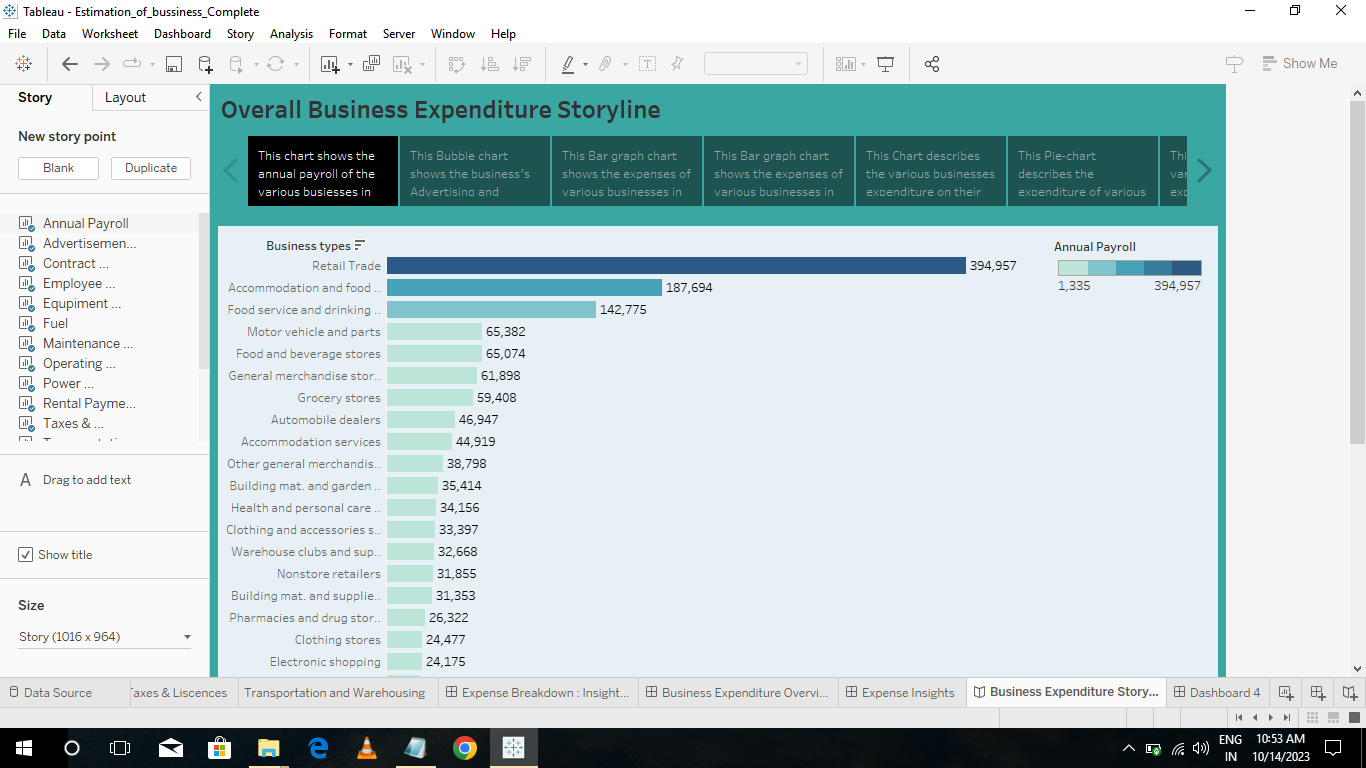 Tableau - Estimation_of_bussiness_Complete
File Data Worksheet Dashboard Story Analysis Format Server Window Help
Show Me
Story Layout
New story point
Blank Duplicate
Annual Payroll
Advertisemen...
Contract ...
Employee ...
Equpiment ...
Fuel
Maintenance ...
Operating ...
Power ...
Rental Payme...
Taxes & ...
A Drag to add text
Show title
Size
Story (1016 x 964)
Overall Business Expenditure Storyline
This chart shows the
annual payroll of the
various busiesses in
This Bubble chart
shows the business's
Advertising and
This Bar graph chart
shows the expenses of
various businesses in
This Bar graph chart
shows the expenses of
various businesses in
This Chart describes
the various businesses
expenditure on their
This Pie-chart
describes the
expenditure of various
Business types
Retail Trade 394,957
Accommodation and food .. 187,694
Food service and drinking .. 142,775
Motor vehicle and parts 65,382
Food and beverage stores 65,074
General merchandise stor.. 61,898
Grocery stores 59,408
Automobile dealers 46,947
Accommodation services 44,919
Other general merchandis.. 38,798
Building mat. and garden .. 35,414
Health and personal care .. 34,156
Clothing and accessories s.. 33,397
Warehouse clubs and sup.. 32,668
Nonstore retailers 31,855
Building mat. and supplie.. 31,353
Pharmacies and drug stor.. 26,322
Clothing stores 24,477
Electronic shopping 24,175
Annual Payroll
1,335 394,957
Data Source Taxes & Liscences Transportation and Warehousing Expense Breakdown : Insight... Business Expenditure Overvi... Expense Insights Business Expenditure Story... Dashboard 4
ENG
IN
10:53 AM
10/14/2023